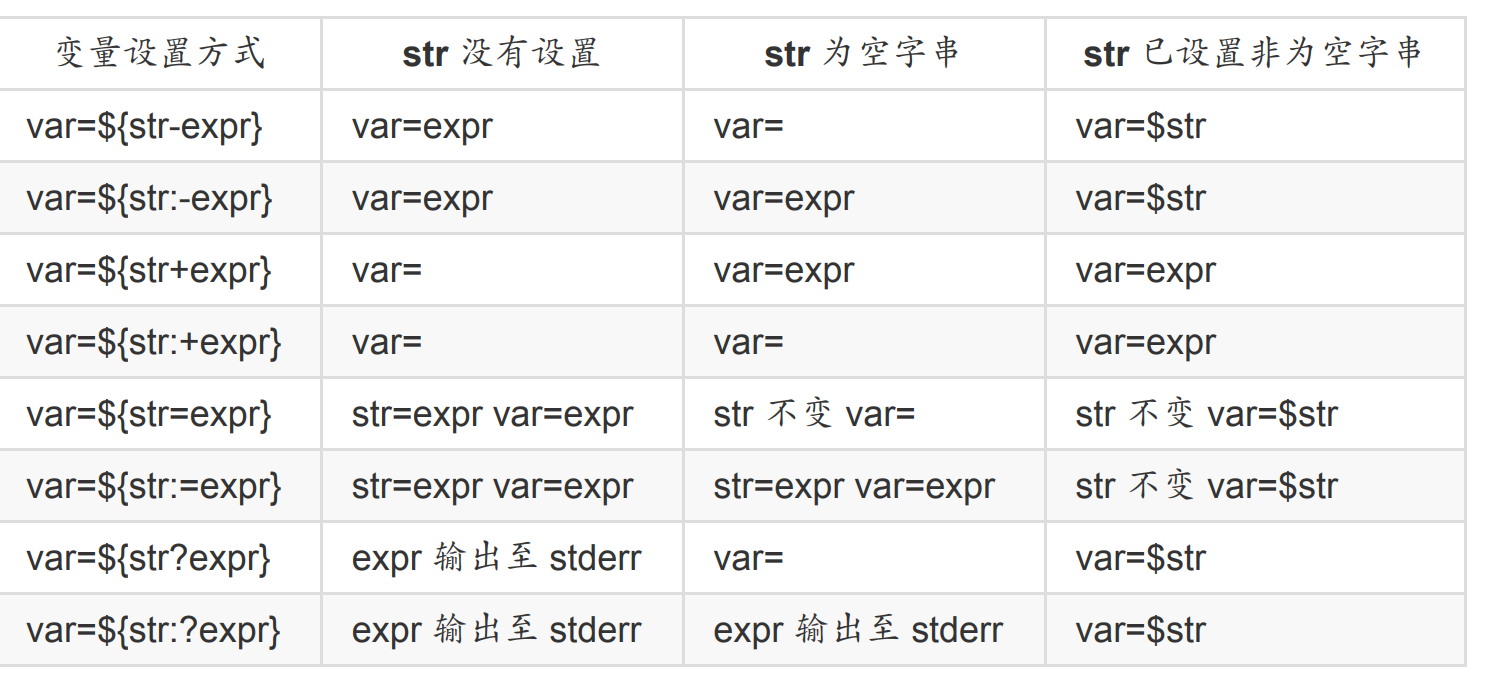 变量设置方式 str 没有设置 str 为空字串 str 已设置非为空字串
var=${str-expr} var=expr var= var=$str
var=${str:-expr} var=expr var=expr var=$str
var=${str+expr} var= var=expr var=expr
var=${str:+expr} var= var= var=expr
var=${str=expr} str=expr var=expr str 不变 var= str 不变 var=$str
var=${str:=expr} str=expr var=expr str=expr var=expr str 不变 var=$str
var=${str?expr} expr 输出至 stderr var= var=$str
var=${str:?expr} expr 输出至 stderr expr 输出至 stderr var=$str